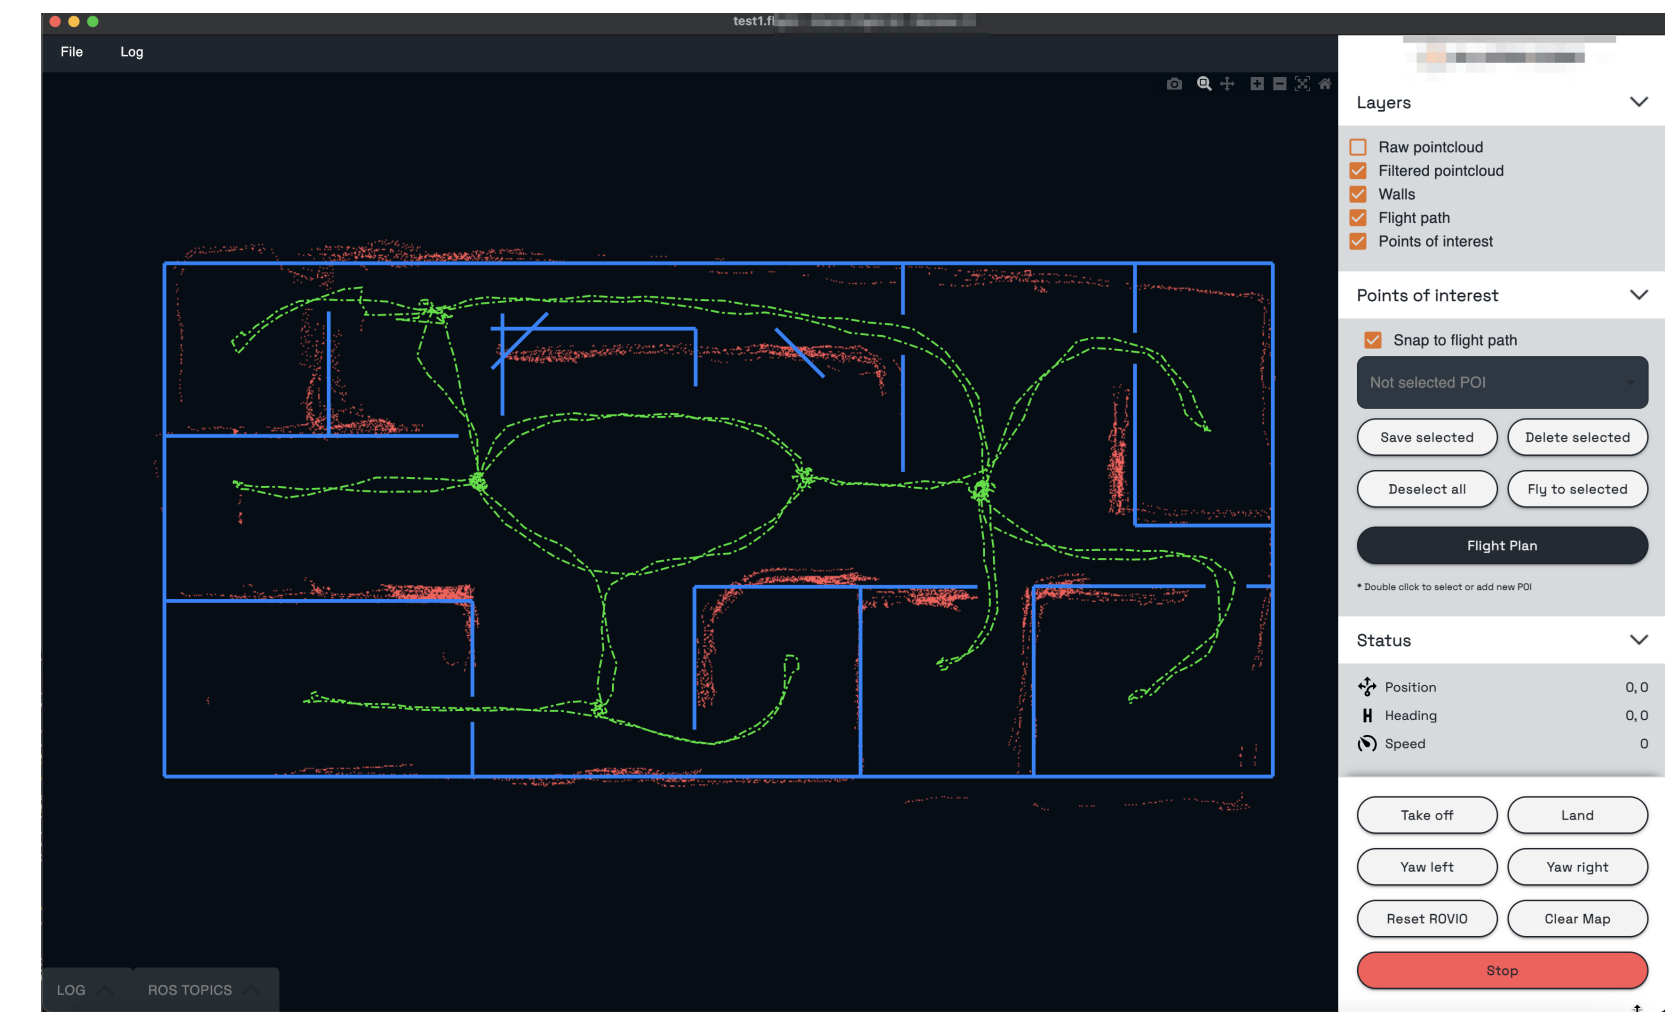 test1.fl
File Log
Layers
Raw pointcloud
Filtered pointcloud
Walls
Flight path
Points of interest
Points of interest
Snap to flight path
Not selected POI
Save selected Delete selected
Deselect all Fly to selected
Flight Plan
* Double click to select or add new POI
Status
Position 0, 0
H Heading 0, 0
Speed 0
Take off Land
Yaw left Yaw right
Reset ROVIO Clear Map
Stop
LOG ROS TOPICS